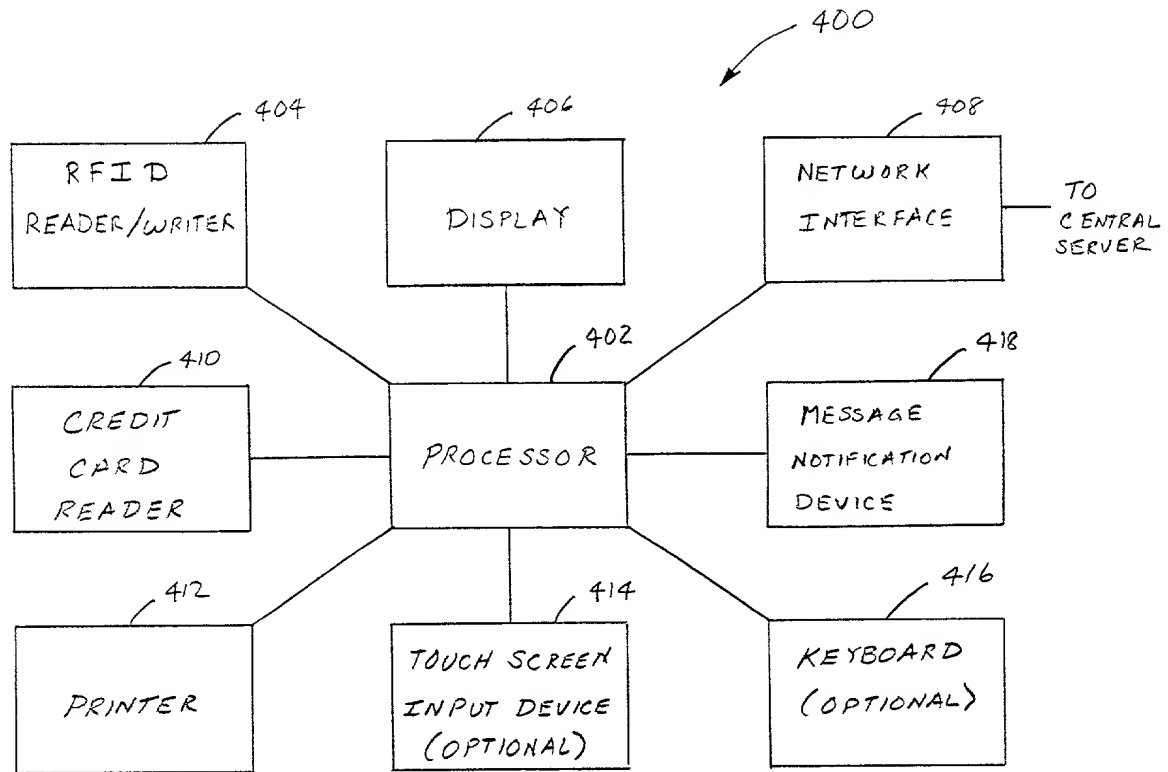 400
404
406
408
RFID
READER/WRITER
DISPLAY
NETWORK
INTERFACE
TO
CENTRAL
SERVER
410
402
418
CREDIT
CARD
READER
PROCESSOR
MESSAGE
NOTIFICATION
DEVICE
412
414
416
PRINTER
TOUCH SCREEN
INPUT DEVICE
(OPTIONAL)
KEYBOARD
(OPTIONAL)